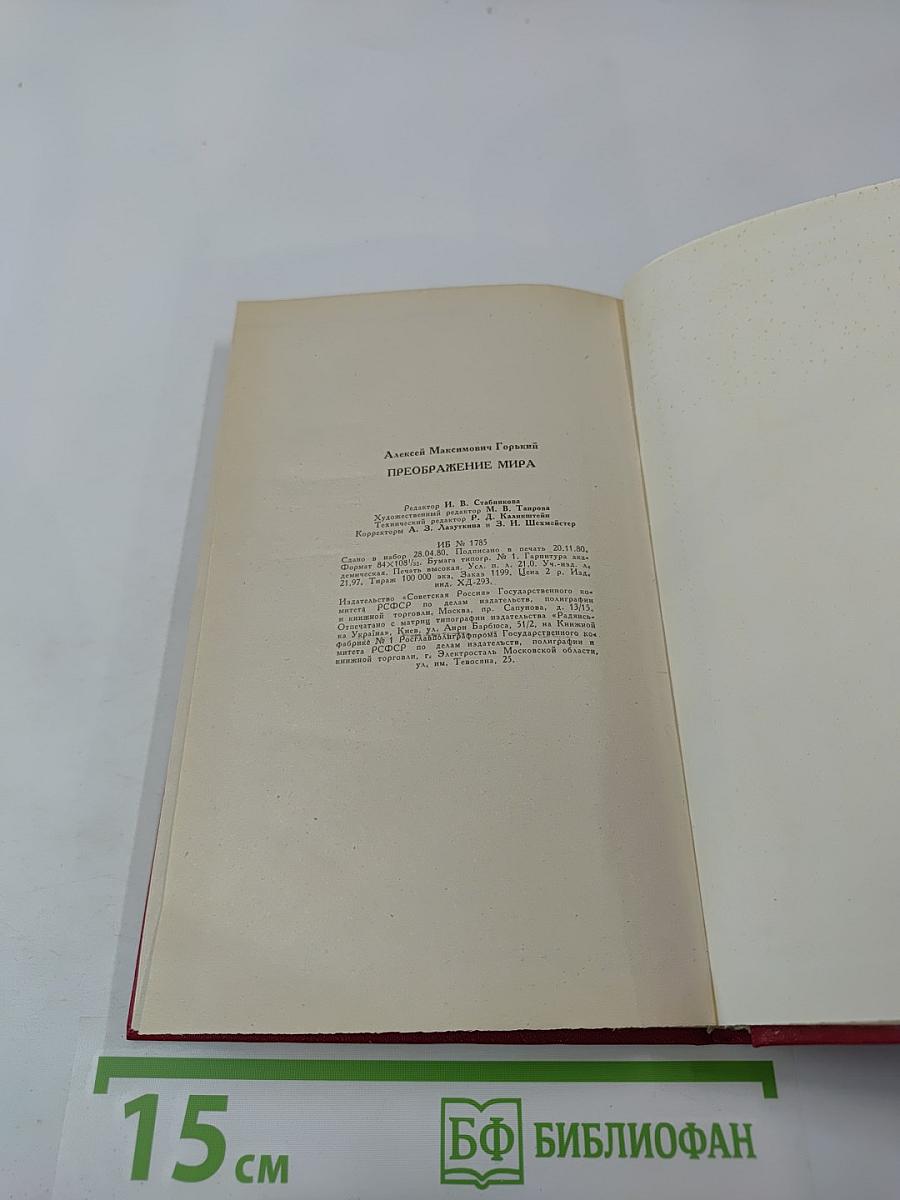 Алексей Максимович Горький
ПРЕОБРАЖЕНИЕ МИРА
Редактор И. В. Стабникова
Художественный редактор М. В. Таирова
Технический редактор Р. Д. Каликштейн
Корректоры А. З. Лазуткина и З. И. Шехмейстер
ИБ № 1785
Сдано в набор 28.04.80. Подписано в печать 20.11.80.
Формат 84×108¹/₃₂. Бумага типогр. № 1. Гарнитура ака-
демическая. Печать высокая. Усл. п. л. 21,0. Уч.-изд. л.
21,97. Тираж 100 000 экз. Заказ 1199. Цена 2 р. Изд.
инд. ХД-293.
Издательство «Советская Россия» Государственного ко-
митета РСФСР по делам издательств, полиграфии
и книжной торговли. Москва, пр. Сапунова, д. 13/15.
Отпечатано с матриц типографии издательства «Радянсь-
ка Україна», Киев, ул. Анри Барбюса, 51/2, на Книжной
фабрике № 1 Росглавполиграфпрома Государственного ко-
митета РСФСР по делам издательств, полиграфии и
книжной торговли, г. Электросталь Московской области,
ул. им. Тевосяна, 25.
15 см
БФ БИБЛИОФАН